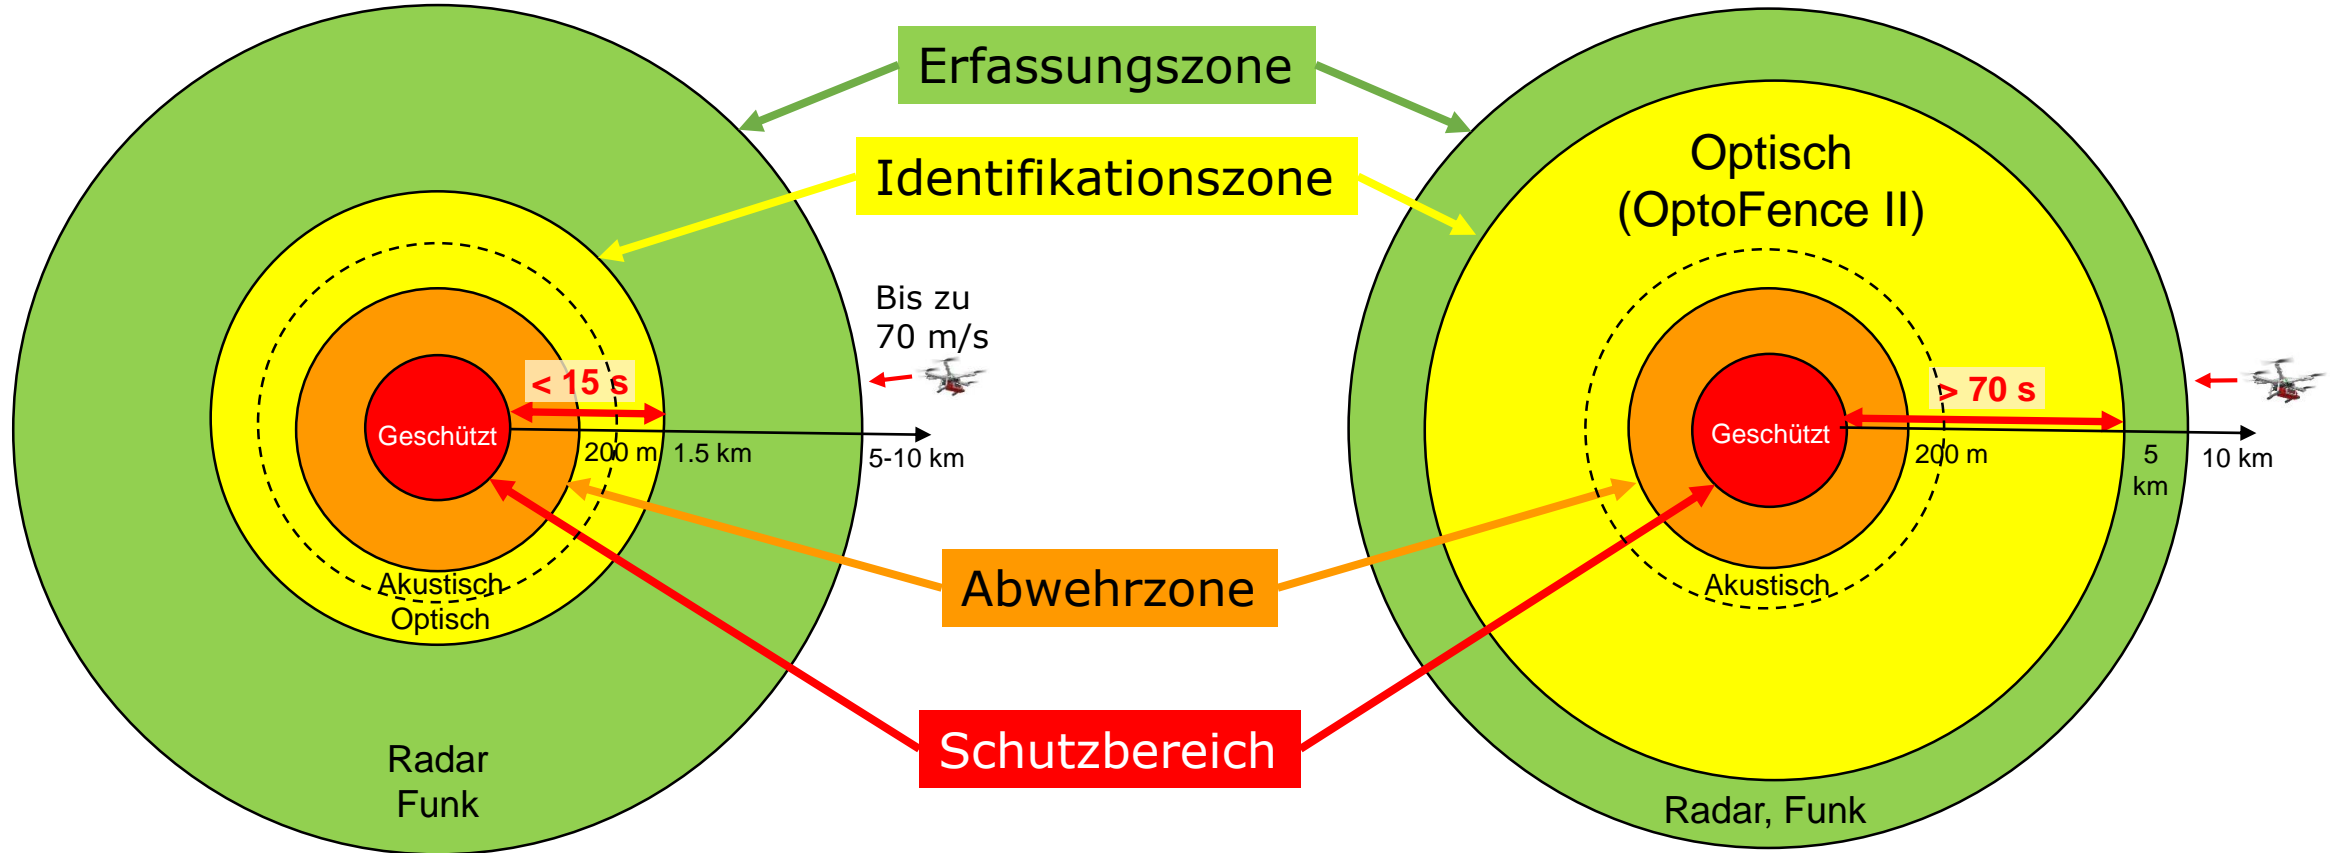 Erfassungszone
Identifikationszone
Optisch
(OptoFence II)
Bis zu
70 m/s
< 15 s
> 70 s
Geschützt
200 m
1.5 km
5-10 km
Geschützt
200 m
5
km
10 km
Akustisch
Optisch
Akustisch
Abwehrzone
Schutzbereich
Radar
Funk
Radar, Funk